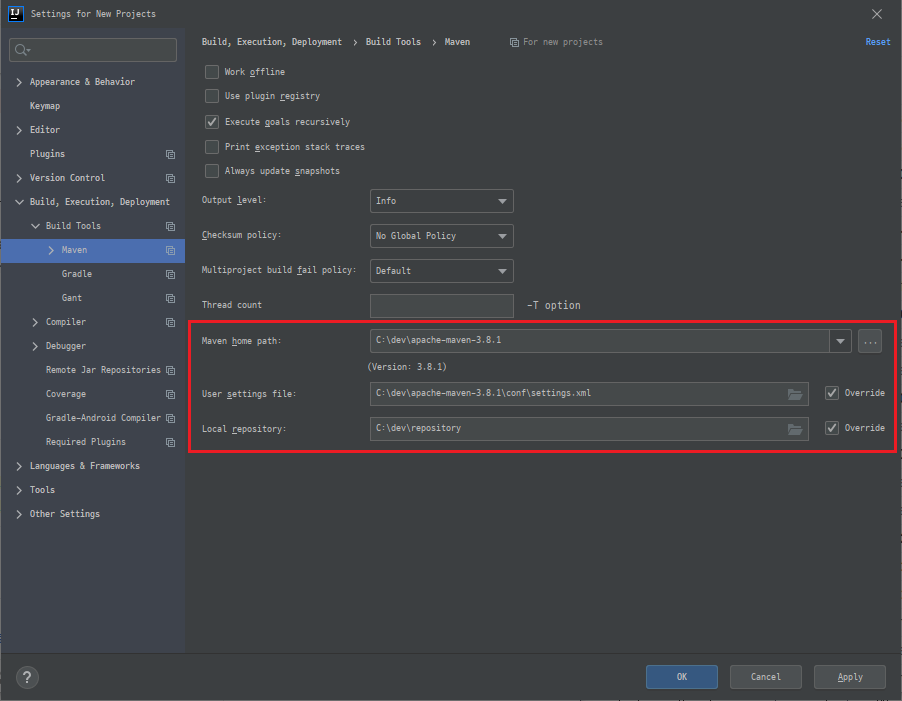 IJ Settings for New Projects
Build, Execution, Deployment > Build Tools > Maven For new projects Reset
Appearance & Behavior
Keymap
Editor
Plugins
Version Control
Build, Execution, Deployment
Build Tools
Maven
Gradle
Gant
Compiler
Debugger
Remote Jar Repositories
Coverage
Gradle-Android Compiler
Required Plugins
Languages & Frameworks
Tools
Other Settings
Work offline
Use plugin registry
Execute goals recursively
Print exception stack traces
Always update snapshots
Output level: Info
Checksum policy: No Global Policy
Multiproject build fail policy: Default
Thread count -T option
Maven home path: C:\dev\apache-maven-3.8.1 ...
(Version: 3.8.1)
User settings file: C:\dev\apache-maven-3.8.1\conf\settings.xml Override
Local repository: C:\dev\repository Override
? OK Cancel Apply